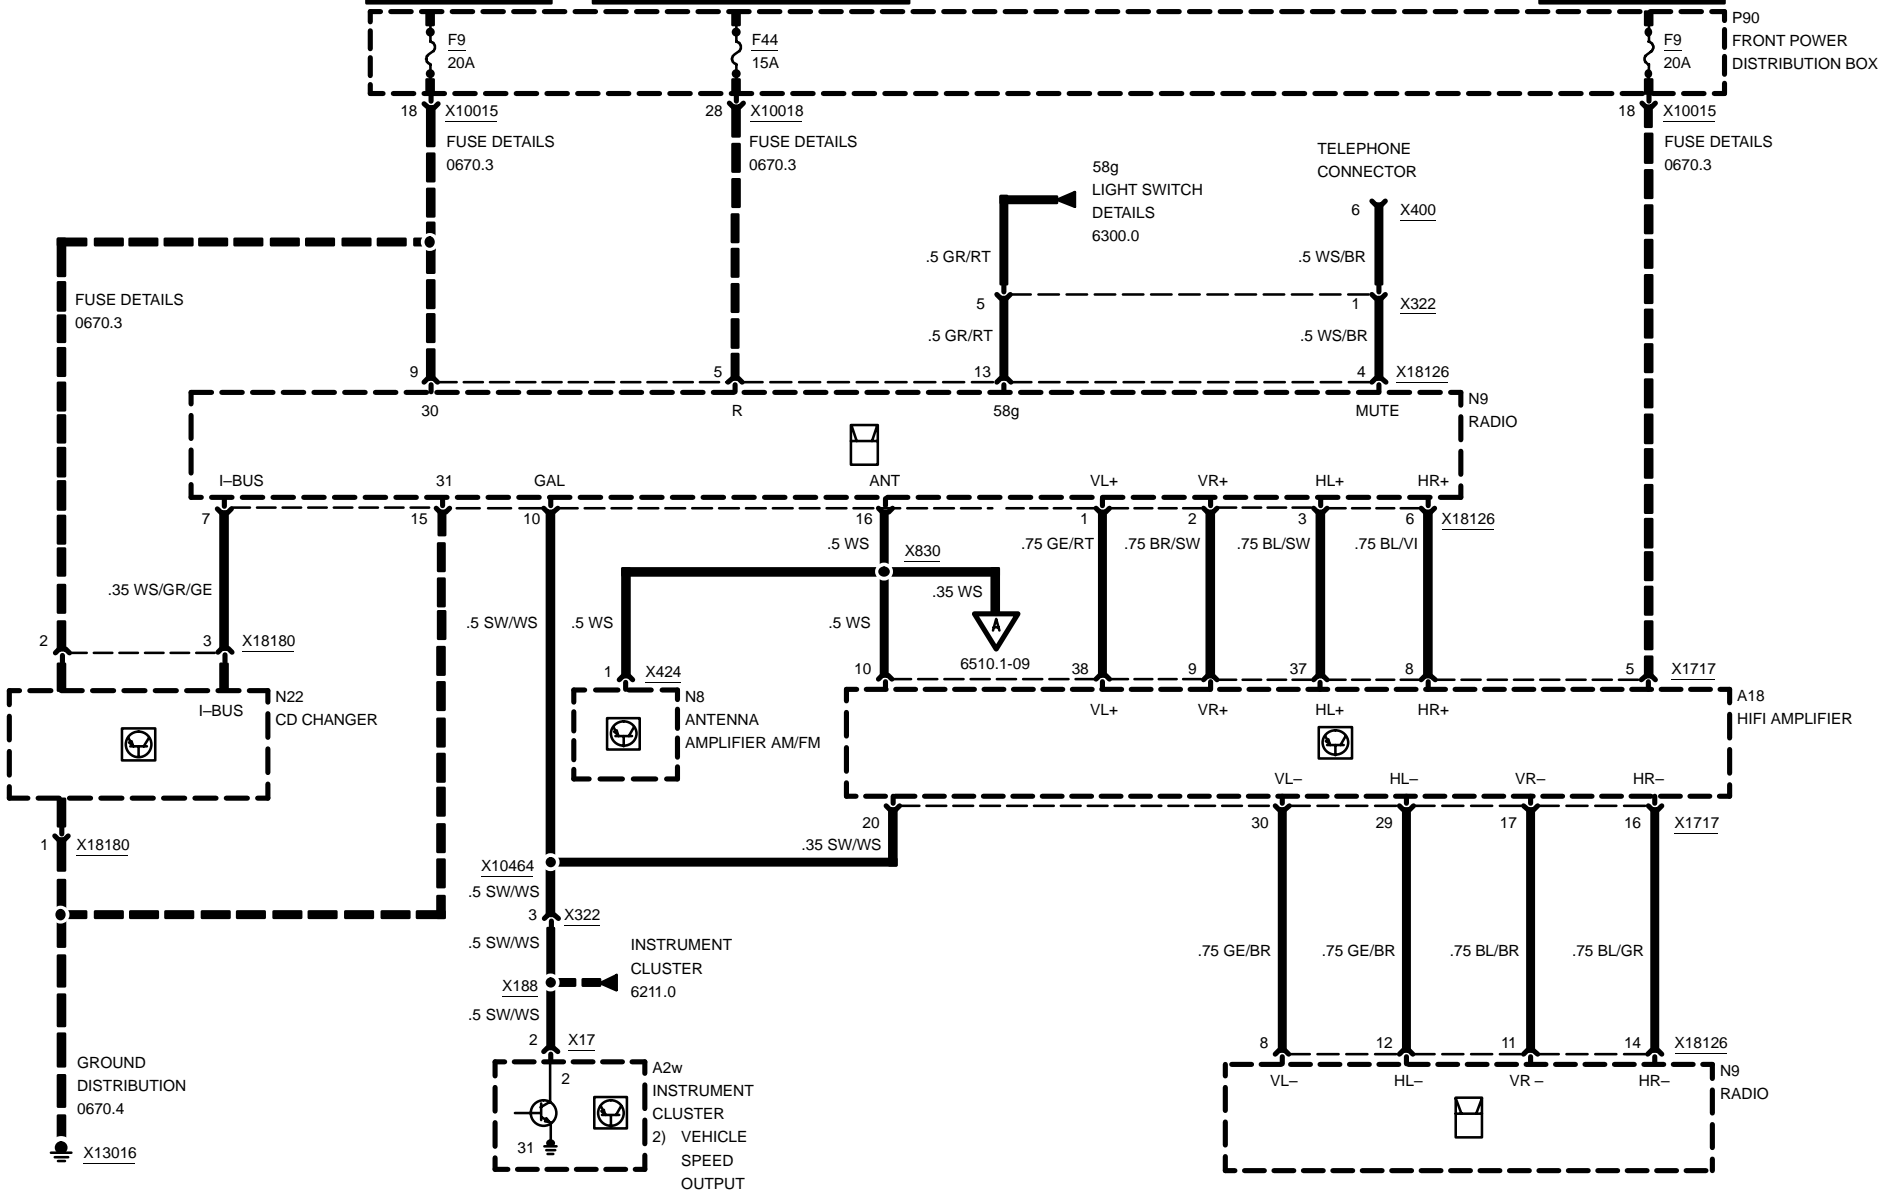 F9
20A
F44
15A
F9
20A
P90
FRONT POWER
DISTRIBUTION BOX
18 X10015
FUSE DETAILS
0670.3
28 X10018
FUSE DETAILS
0670.3
18 X10015
FUSE DETAILS
0670.3
58g
LIGHT SWITCH
DETAILS
6300.0
TELEPHONE
CONNECTOR
6 X400
.5 GR/RT
.5 WS/BR
FUSE DETAILS
0670.3
5
1 X322
.5 GR/RT
.5 WS/BR
9
5
13
4 X18126
30
R
58g
MUTE
N9
RADIO
I–BUS
31
GAL
ANT
VL+
VR+
HL+
HR+
7
15
10
16
1
2
3
6 X18126
.5 WS
.75 GE/RT
.75 BR/SW
.75 BL/SW
.75 BL/VI
X830
.35 WS/GR/GE
.35 WS
.5 SW/WS
.5 WS
.5 WS
A
6510.1-09
2
3 X18180
1 X424
10
38
9
37
8
5 X1717
I–BUS
N22
CD CHANGER
N8
ANTENNA
AMPLIFIER AM/FM
VL+
VR+
HL+
HR+
A18
HIFI AMPLIFIER
VL–
HL–
VR–
HR–
20
30
29
17
16 X1717
1 X18180
.35 SW/WS
X10464
.5 SW/WS
3 X322
.5 SW/WS
INSTRUMENT
CLUSTER
6211.0
X188
.5 SW/WS
.75 GE/BR
.75 GE/BR
.75 BL/BR
.75 BL/GR
2 X17
8
12
11
14 X18126
GROUND
DISTRIBUTION
0670.4
X13016
2
31
A2w
INSTRUMENT
CLUSTER
2) VEHICLE
SPEED
OUTPUT
VL–
HL–
VR –
HR–
N9
RADIO